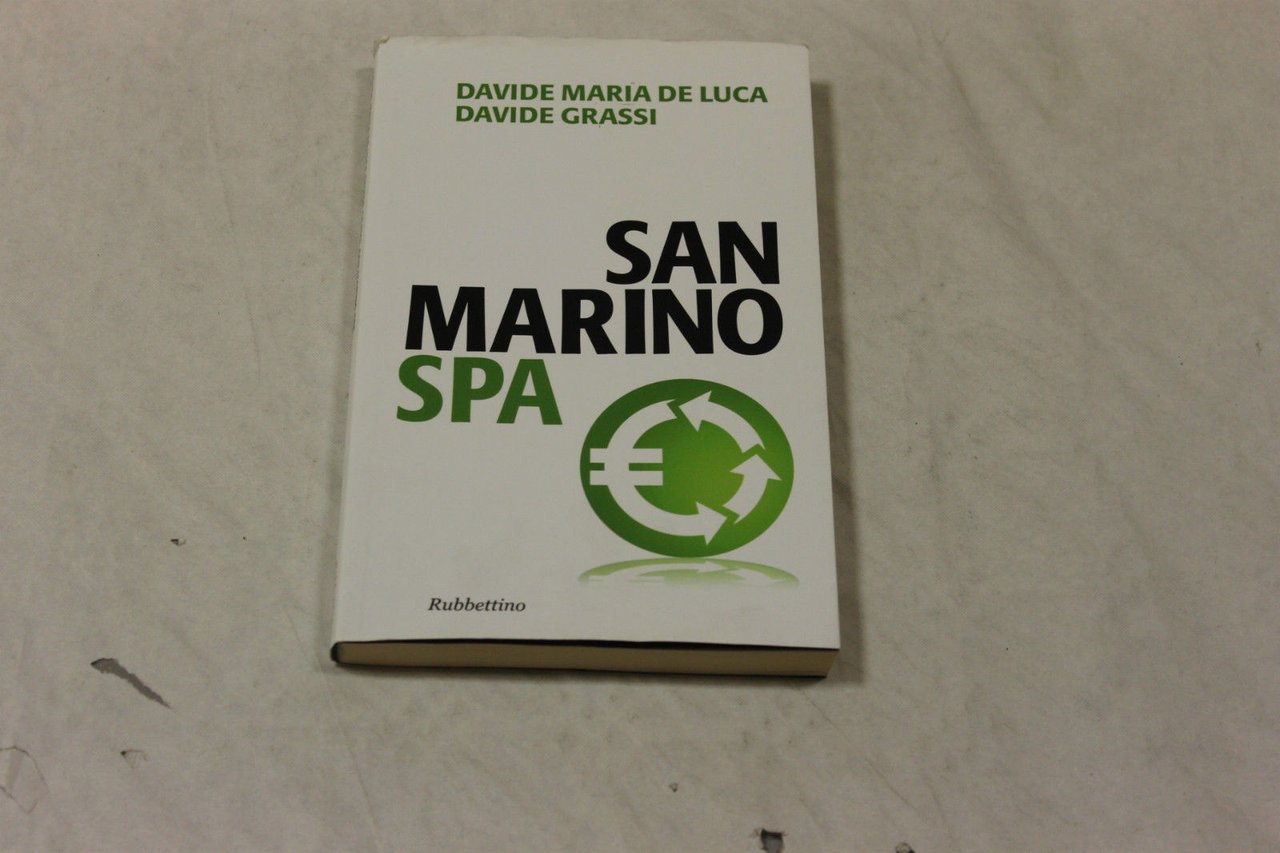 DAVIDE MARIA DE LUCA
DAVIDE GRASSI
SAN
MARINO
SPA
€
Rubbettino